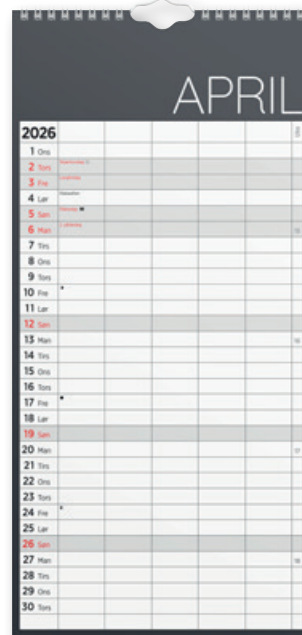 APRIL
2026
1 Ons
2 Tors
3 Fre
4 Lør
5 Søn
6 Man
7 Tirs
8 Ons
9 Tors
10 Fre
11 Lør
12 Søn
13 Man
14 Tirs
15 Ons
16 Tors
17 Fre
18 Lør
19 Søn
20 Man
21 Tirs
22 Ons
23 Tors
24 Fre
25 Lør
26 Søn
27 Man
28 Tirs
29 Ons
30 Tors